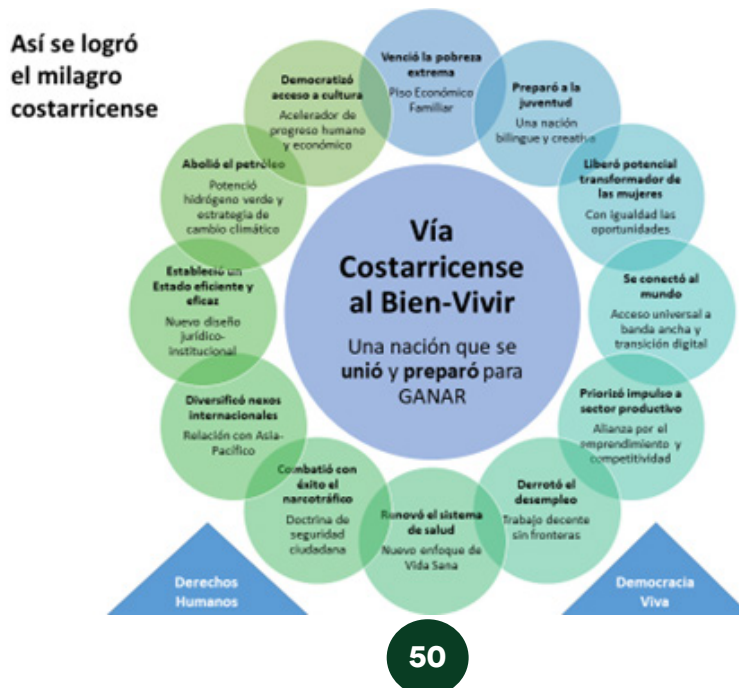 Así se logró
el milagro
costarricense
Venció la pobreza
extrema
Piso Económico
Familiar
Preparó a la
juventud
Una nación
bilingue y creativa
Liberó potencial
transformador de
las mujeres
Con igualdad las
oportunidades
Se conectó al
mundo
Acceso universal a
banda ancha y
transición digital
Priorizó impulso a
sector productivo
Alianza por el
emprendimiento y
competitividad
Derrotó el
desempleo
Trabajo decente
sin fronteras
Renovó el sistema
de salud
Nuevo enfoque de
Vida Sana
Combatió con
éxito el
narcotráfico
Doctrina de
seguridad
ciudadana
Diversificó nexos
internacionales
Relación con Asia-
Pacífico
Estableció un
Estado eficiente y
eficaz
Nuevo diseño
jurídico-
institucional
Abolió el petróleo
Potenció
hidrógeno verde y
estrategia de
cambio climático
Democratizó
acceso a cultura
Acelerador de
progreso humano
y económico
Vía
Costarricense
al Bien-Vivir
Una nación que se
unió y preparó para
GANAR
Derechos
Humanos
Democracia
Viva
50